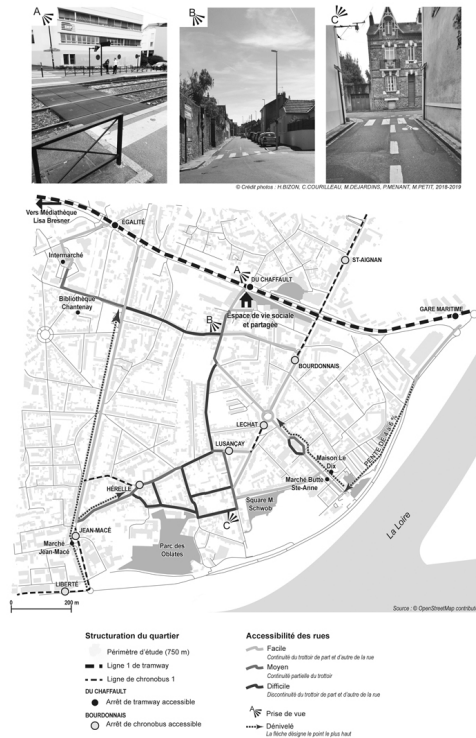 A
B
C
© Crédit photos : H.BIZON, C.COURILLEAU, M.DEJARDINS, P.MENANT, M.PETIT, 2018-2019
Vers Médiathèque
Lisa Bresner
ÉGALITÉ
Intermarché
ST-AIGNAN
A
DU CHAFFAULT
Bibliothèque
Chantenay
Espace de vie sociale
et partagée
GARE MARITIME
B
BOURDONNAIS
PENTE DE 4 à 6 %
LECHAT
LUSANÇAY
Maison Le
Dix
Marché Butte
Ste-Anne
HÉRELLE
Square M.
Schwob
C
La Loire
JEAN-MACÉ
Marché
Jean-Macé
Parc des
Oblates
LIBERTÉ
0
200 m
Source : © OpenStreetMap contribut
Structuration du quartier
Périmètre d'étude (750 m)
Ligne 1 de tramway
Ligne de chronobus 1
DU CHAFFAULT
Arrêt de tramway accessible
BOURDONNAIS
Arrêt de chronobus accessible
Accessibilité des rues
Facile
Continuité du trottoir de part et d'autre de la rue
Moyen
Continuité partielle du trottoir
Difficile
Discontinuité du trottoir de part et d'autre de la rue
A
Prise de vue
Dénivelé
La flèche désigne le point le plus haut